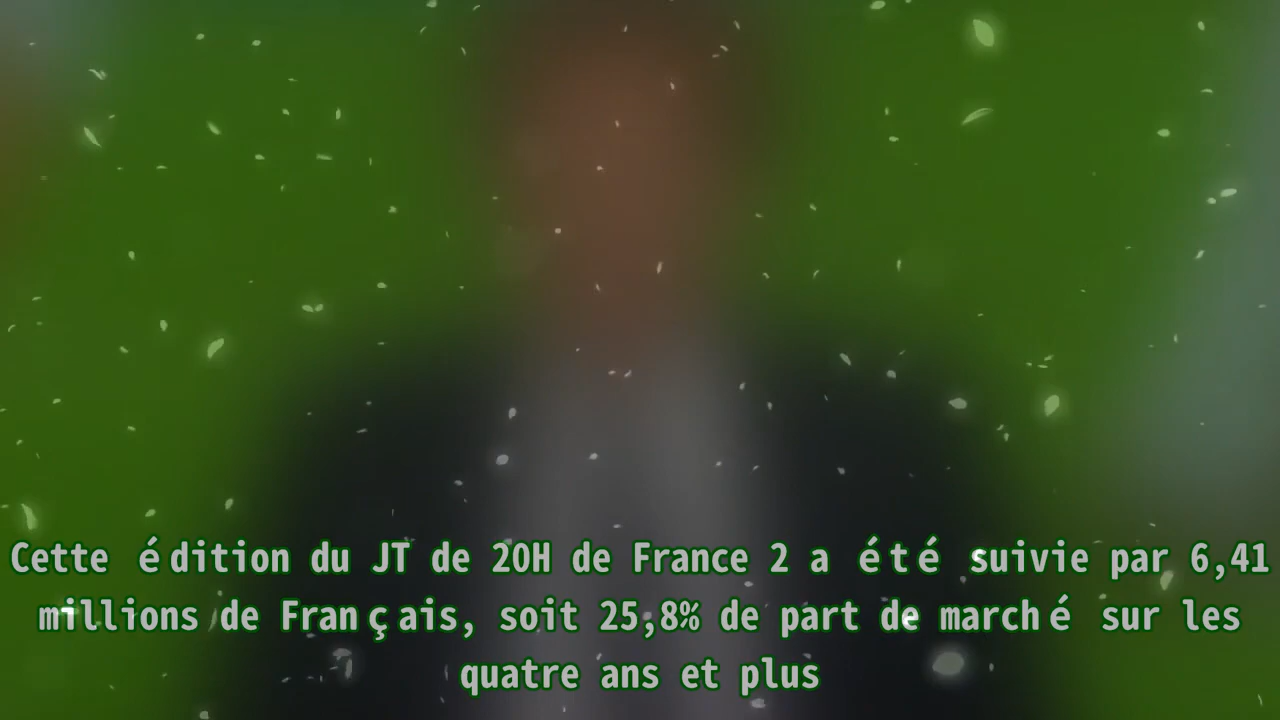 Cette édition du JT de 20H de France 2 a été suivie par 6,41
millions de Français, soit 25,8% de part de marché sur les
quatre ans et plus